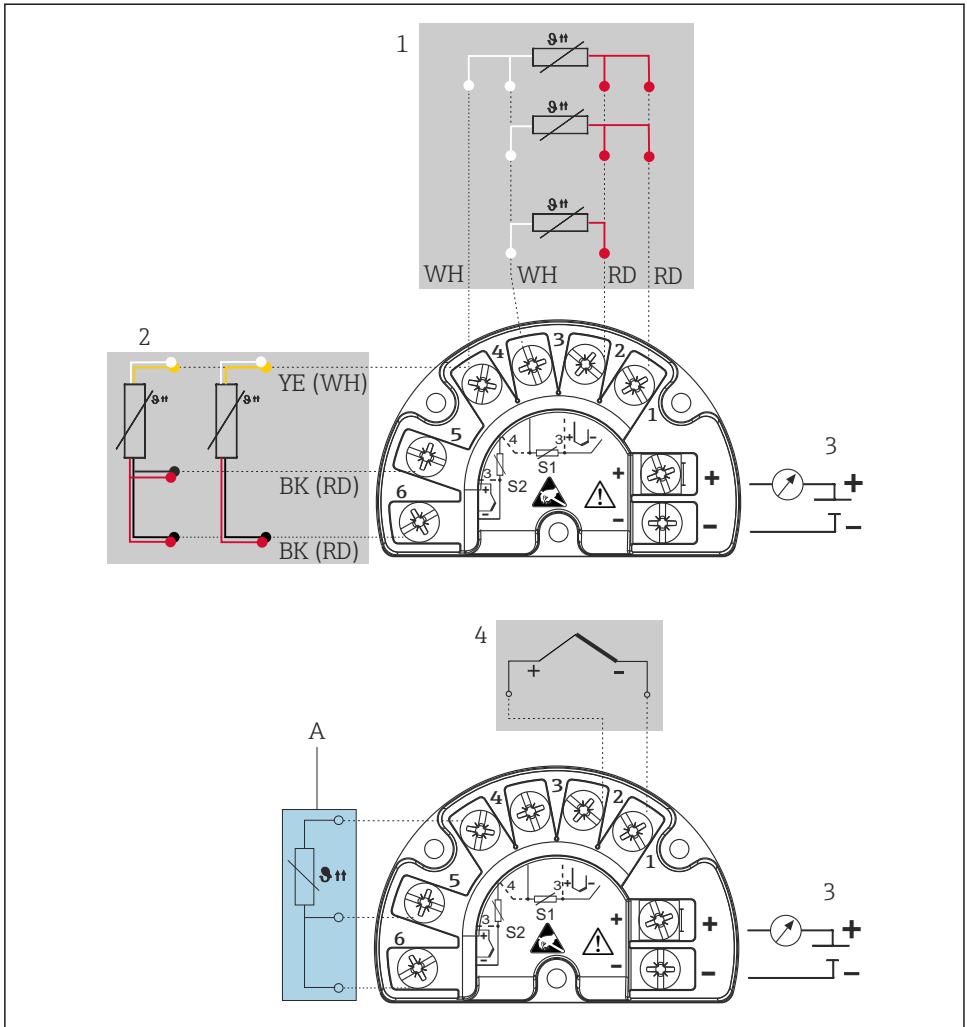 1
ϑ↑↑
ϑ↑↑
ϑ↑↑
WH WH RD RD
2
ϑ↑↑ ϑ↑↑
YE (WH)
BK (RD)
BK (RD)
6 5 4 3 2 1
4 3 + -
S1
3 S2
+ -
+ -
+ -
3
+
-
4
+ -
A
ϑ↑↑
6 5 4 3 2 1
4 3 + -
S1
3 S2
+ -
+ -
+ -
3
+
-